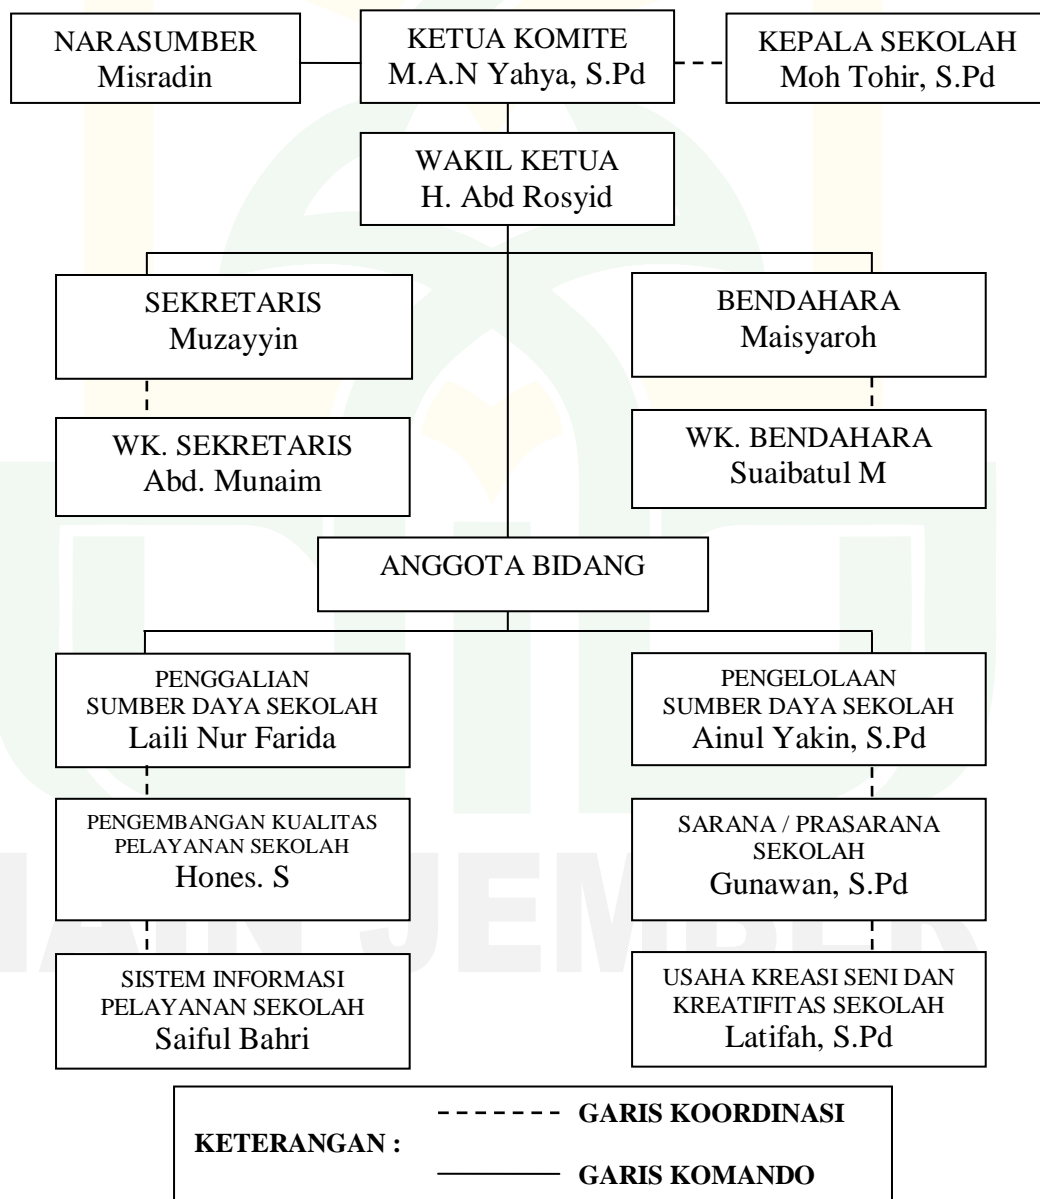 NARASUMBER
Misradin
KETUA KOMITE
M.A.N Yahya, S.Pd
KEPALA SEKOLAH
Moh Tohir, S.Pd
WAKIL KETUA
H. Abd Rosyid
SEKRETARIS
Muzayyin
BENDAHARA
Maisyaroh
WK. SEKRETARIS
Abd. Munaim
WK. BENDAHARA
Suaibatul M
ANGGOTA BIDANG
PENGGALIAN
SUMBER DAYA SEKOLAH
Laili Nur Farida
PENGELOLAAN
SUMBER DAYA SEKOLAH
Ainul Yakin, S.Pd
PENGEMBANGAN KUALITAS
PELAYANAN SEKOLAH
Hones. S
SARANA / PRASARANA
SEKOLAH
Gunawan, S.Pd
IAIN JEMBER
SISTEM INFORMASI
PELAYANAN SEKOLAH
Saiful Bahri
USAHA KREASI SENI DAN
KREATIFITAS SEKOLAH
Latifah, S.Pd
KETERANGAN :
GARIS KOORDINASI
GARIS KOMANDO